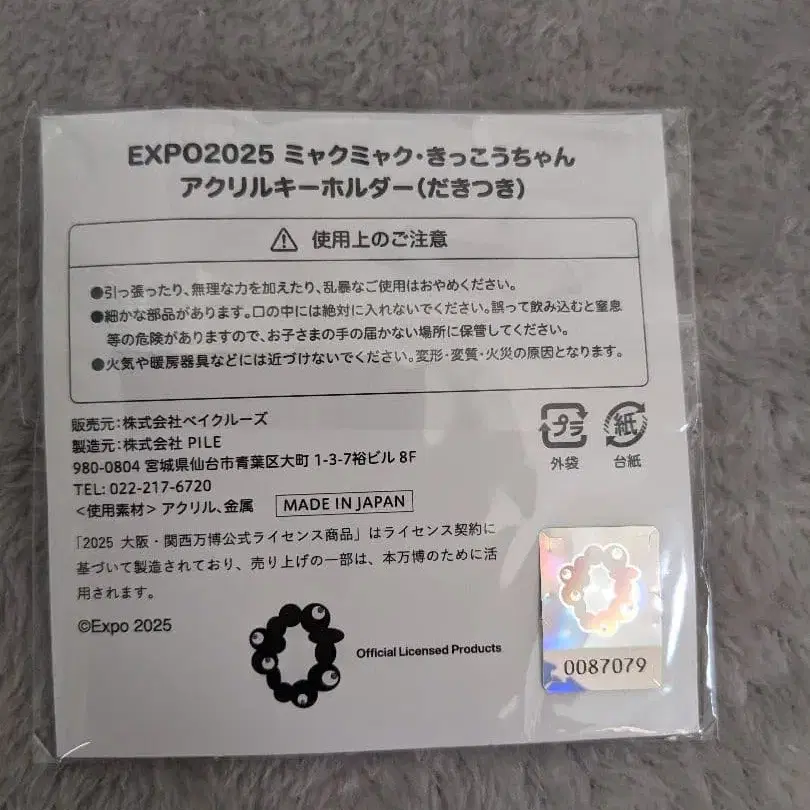 EXPO2025 ミャクミャク・きっこうちゃん
アクリルキーホルダー(だきつき)
使用上のご注意
●引っ張ったり、無理な力を加えたり、乱暴なご使用はおやめください。
●細かな部品があります。口の中には絶対に入れないでください。誤って飲み込むと窒息
等の危険がありますので、お子さまの手の届かない場所に保管してください。
●火気や暖房器具などには近づけないでください。変形・変質・火災の原因となります。
販売元:株式会社ベイクルーズ
製造元:株式会社 PILE
980-0804 宮城県仙台市青葉区大町 1-3-7裕ビル 8F
TEL: 022-217-6720
<使用素材> アクリル、金属 MADE IN JAPAN
プラ 紙
外袋 台紙
「2025 大阪・関西万博公式ライセンス商品」はライセンス契約に
基づいて製造されており、売り上げの一部は、本万博のために活
用されます。
©Expo 2025
Official Licensed Products
0087079